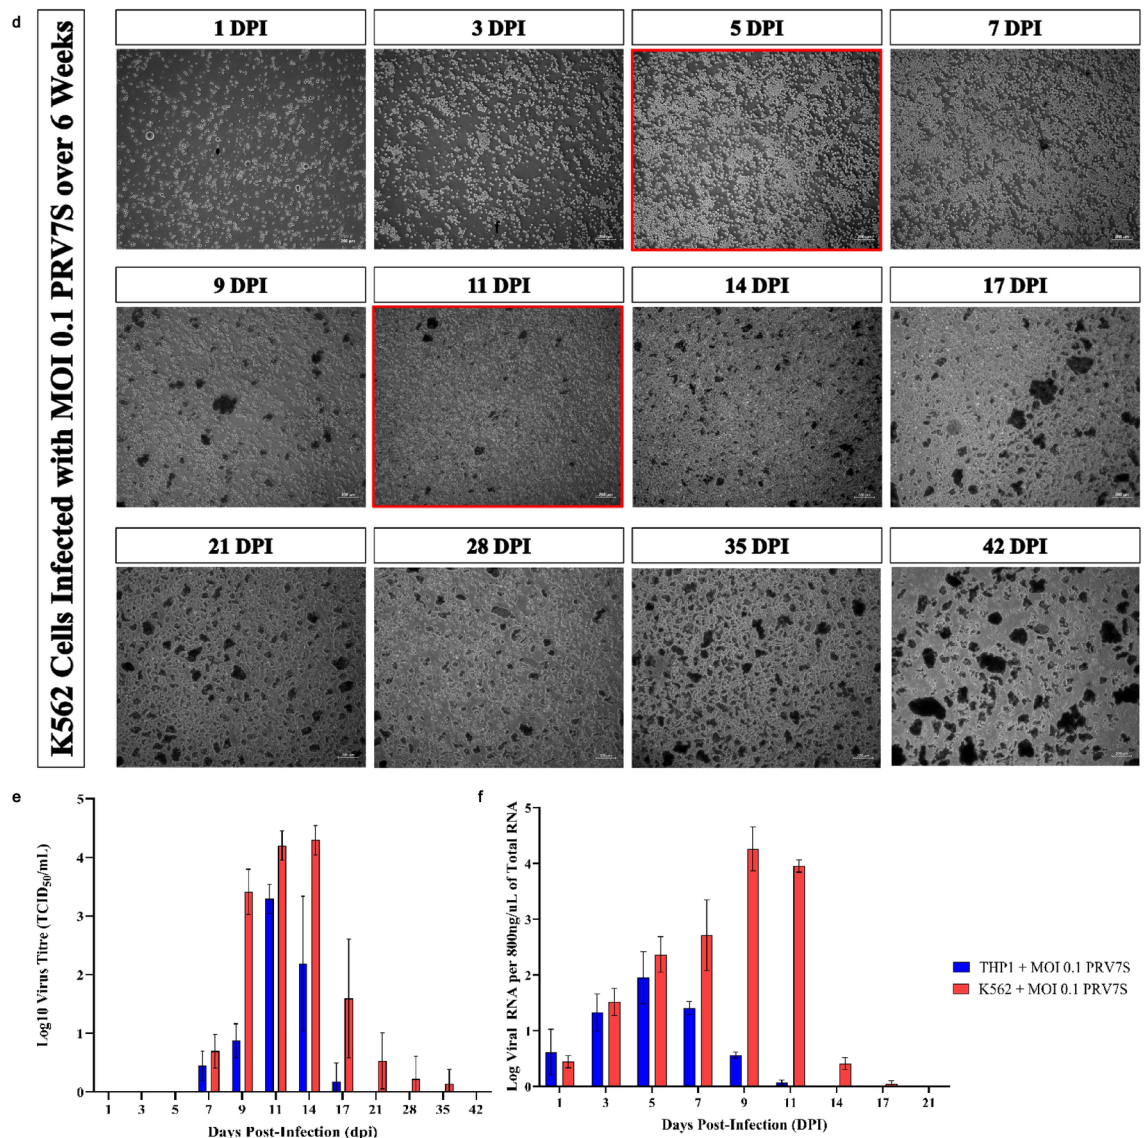 d
K562 Cells Infected with MOI 0.1 PRV7S over 6 Weeks
1 DPI
3 DPI
5 DPI
7 DPI
200 µm
9 DPI
11 DPI
14 DPI
17 DPI
21 DPI
28 DPI
35 DPI
42 DPI
e
Log10 Virus Titre (TCID50/mL)
5
4
3
2
1
0
1 3 5 7 9 11 14 17 21 28 35 42
Days Post-Infection (dpi)
f
Log Viral RNA per 800ng/uL of Total RNA
5
4
3
2
1
0
1 3 5 7 9 11 14 17 21
Days Post-Infection (DPI)
THP1 + MOI 0.1 PRV7S
K562 + MOI 0.1 PRV7S